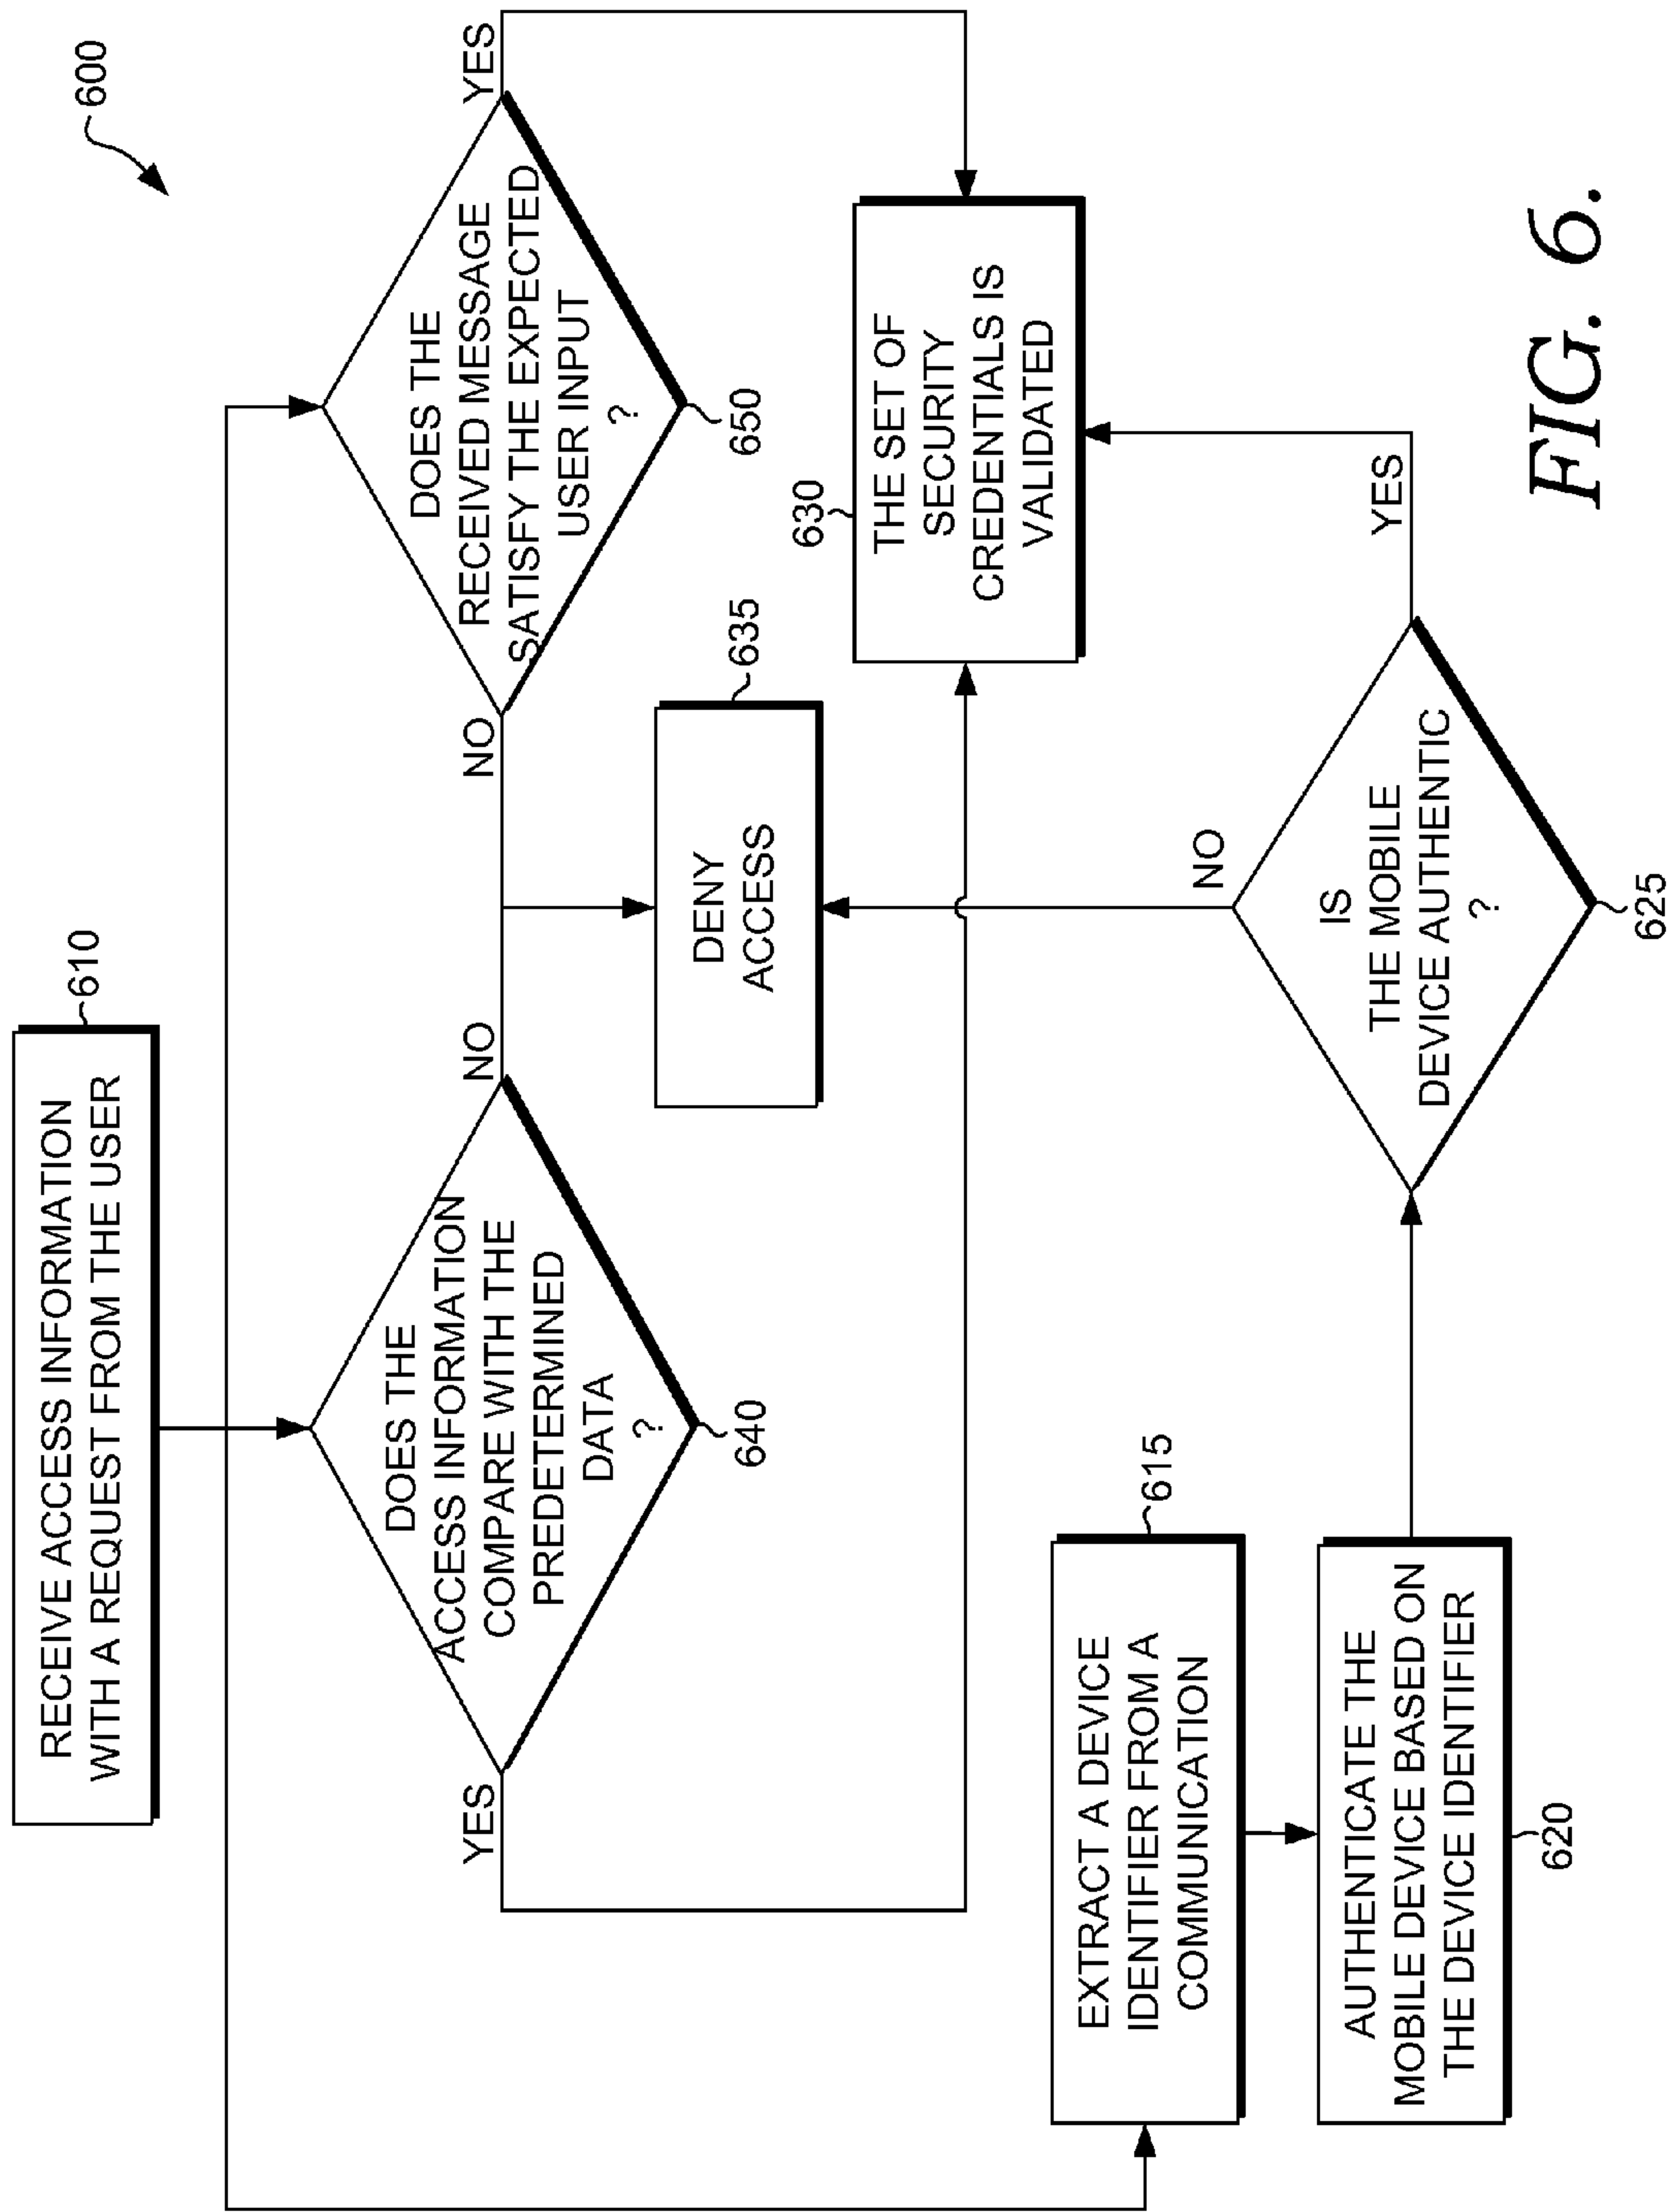 600
610
RECEIVE ACCESS INFORMATION
WITH A REQUEST FROM THE USER
DOES THE
ACCESS INFORMATION
COMPARE WITH THE
PREDETERMINED
DATA
?
640
YES
NO
DOES THE
RECEIVED MESSAGE
SATISFY THE EXPECTED
USER INPUT
?
650
NO
YES
635
DENY
ACCESS
630
THE SET OF
SECURITY
CREDENTIALS IS
VALIDATED
615
EXTRACT A DEVICE
IDENTIFIER FROM A
COMMUNICATION
AUTHENTICATE THE
MOBILE DEVICE BASED ON
THE DEVICE IDENTIFIER
620
IS
THE MOBILE
DEVICE AUTHENTIC
?
625
NO
YES
FIG. 6.